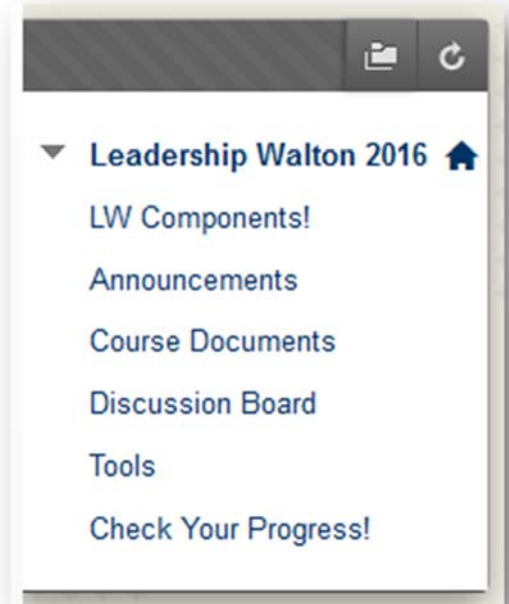 Leadership Walton 2016
LW Components!
Announcements
Course Documents
Discussion Board
Tools
Check Your Progress!